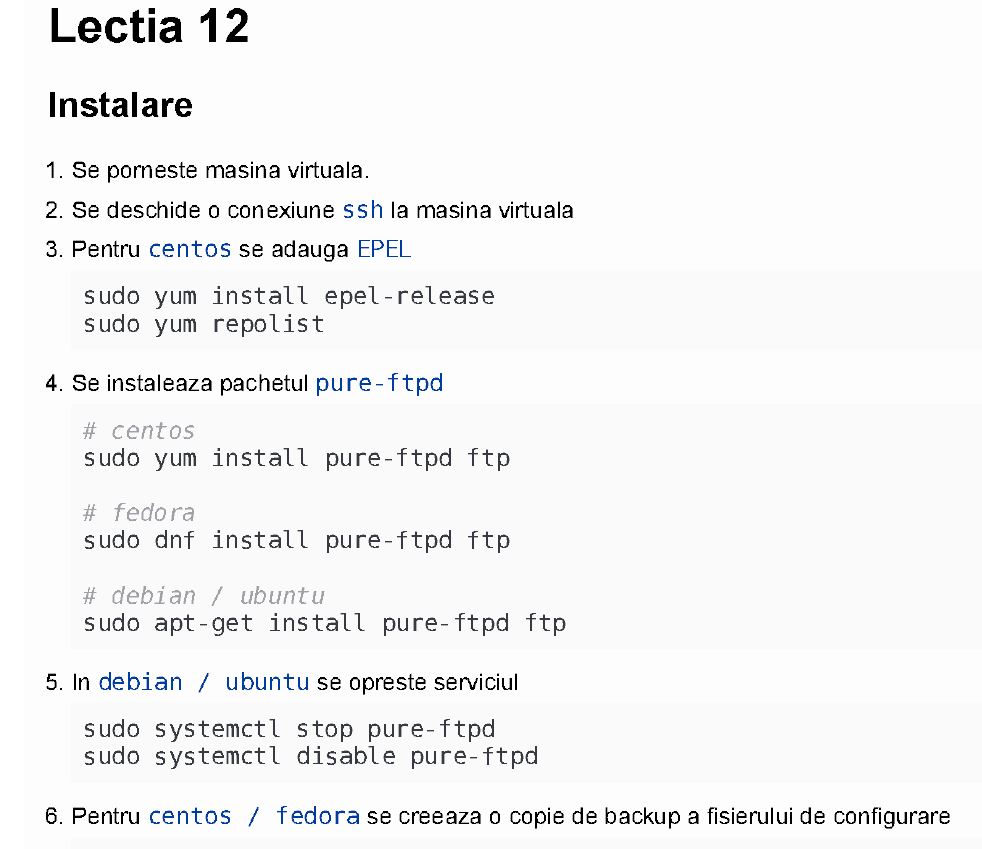 Lectia 12
Instalare
1. Se porneste masina virtuala.
2. Se deschide o conexiune ssh la masina virtuala
3. Pentru centos se adauga EPEL
sudo yum install epel-release
sudo yum repolist
4. Se instaleaza pachetul pure-ftpd
# centos
sudo yum install pure-ftpd ftp
# fedora
sudo dnf install pure-ftpd ftp
# debian / ubuntu
sudo apt-get install pure-ftpd ftp
5. In debian / ubuntu se opreste serviciul
sudo systemctl stop pure-ftpd
sudo systemctl disable pure-ftpd
6. Pentru centos / fedora se creeaza o copie de backup a fisierului de configurare